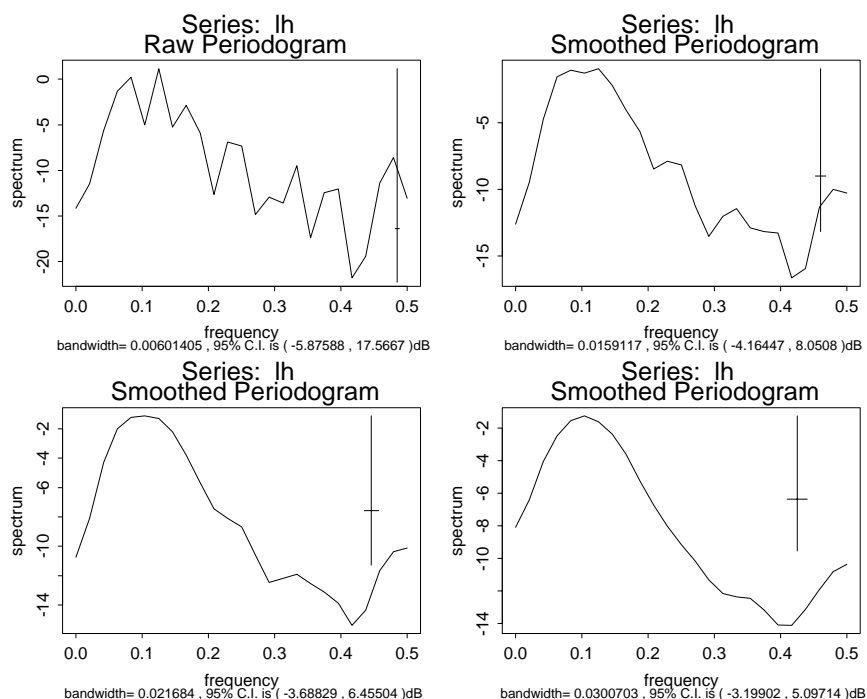 Series: lh
Raw Periodogram
spectrum
0
-5
-10
-15
-20
0.0 0.1 0.2 0.3 0.4 0.5
frequency
bandwidth= 0.00601405 , 95% C.I. is ( -5.87588 , 17.5667 )dB
Series: lh
Smoothed Periodogram
spectrum
-5
-10
-15
0.0 0.1 0.2 0.3 0.4 0.5
frequency
bandwidth= 0.0159117 , 95% C.I. is ( -4.16447 , 8.0508 )dB
Series: lh
Smoothed Periodogram
spectrum
-2
-4
-6
-10
-14
0.0 0.1 0.2 0.3 0.4 0.5
frequency
bandwidth= 0.021684 , 95% C.I. is ( -3.68829 , 6.45504 )dB
Series: lh
Smoothed Periodogram
spectrum
-2
-4
-6
-8
-10
-14
0.0 0.1 0.2 0.3 0.4 0.5
frequency
bandwidth= 0.0300703 , 95% C.I. is ( -3.19902 , 5.09714 )dB